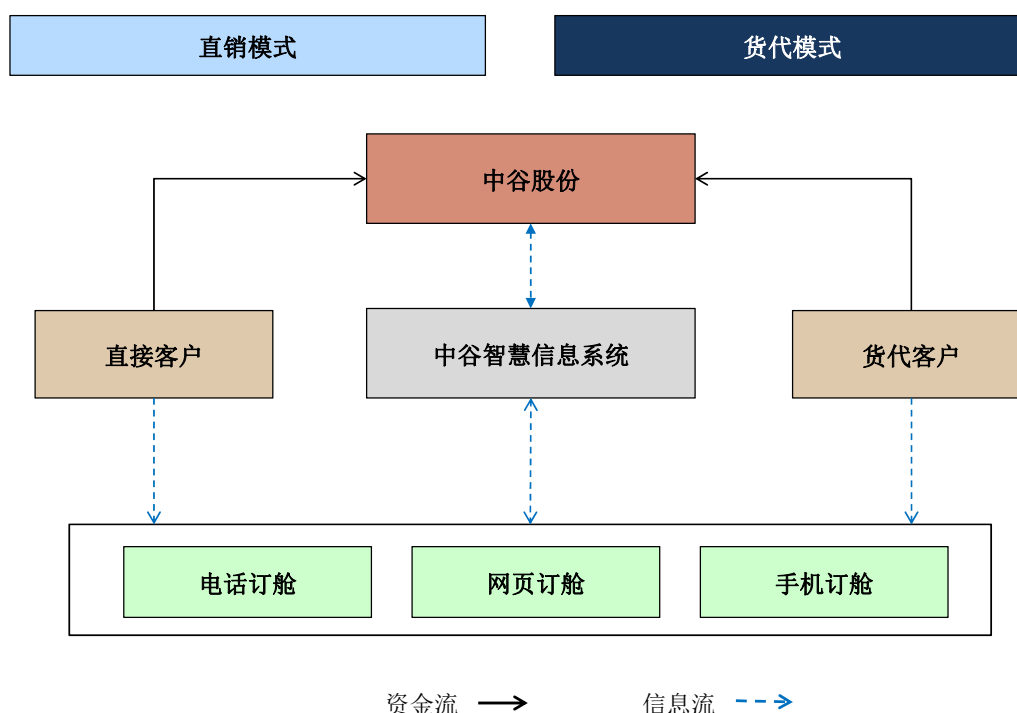 直销模式
货代模式
中谷股份
直接客户
中谷智慧信息系统
货代客户
电话订舱
网页订舱
手机订舱
资金流
信息流